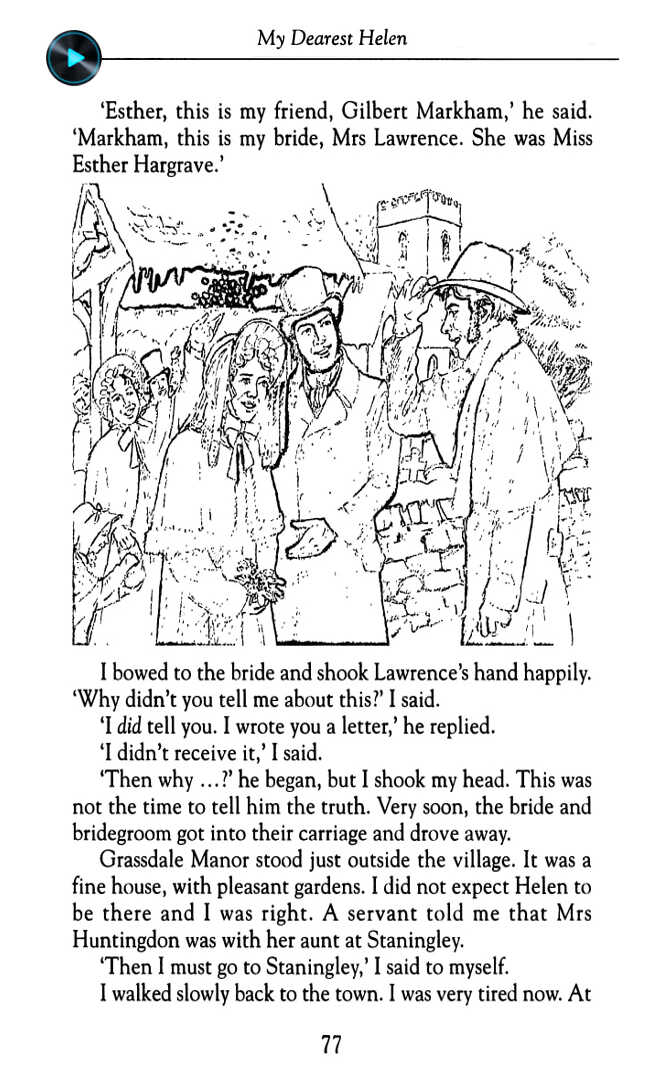 My Dearest Helen
‘Esther, this is my friend, Gilbert Markham,’ he said.
‘Markham, this is my bride, Mrs Lawrence. She was Miss
Esther Hargrave.’
I bowed to the bride and shook Lawrence’s hand happily.
‘Why didn’t you tell me about this?’ I said.
‘I did tell you. I wrote you a letter,’ he replied.
‘I didn’t receive it,’ I said.
‘Then why …?’ he began, but I shook my head. This was
not the time to tell him the truth. Very soon, the bride and
bridegroom got into their carriage and drove away.
Grassdale Manor stood just outside the village. It was a
fine house, with pleasant gardens. I did not expect Helen to
be there and I was right. A servant told me that Mrs
Huntingdon was with her aunt at Staningley.
‘Then I must go to Staningley,’ I said to myself.
I walked slowly back to the town. I was very tired now. At
77